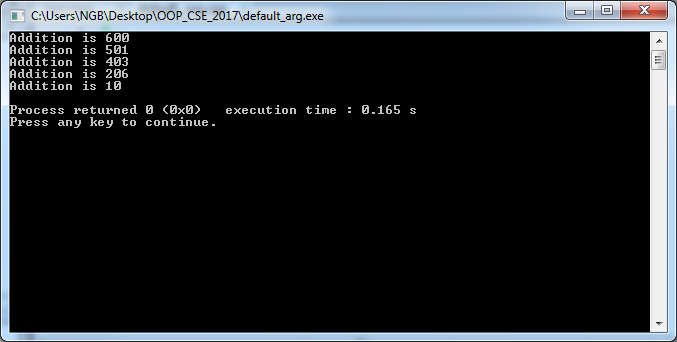 C:\Users\NGB\Desktop\OOP_CSE_2017\default_arg.exe
Addition is 600
Addition is 501
Addition is 403
Addition is 206
Addition is 10
Process returned 0 (0x0)   execution time : 0.165 s
Press any key to continue.